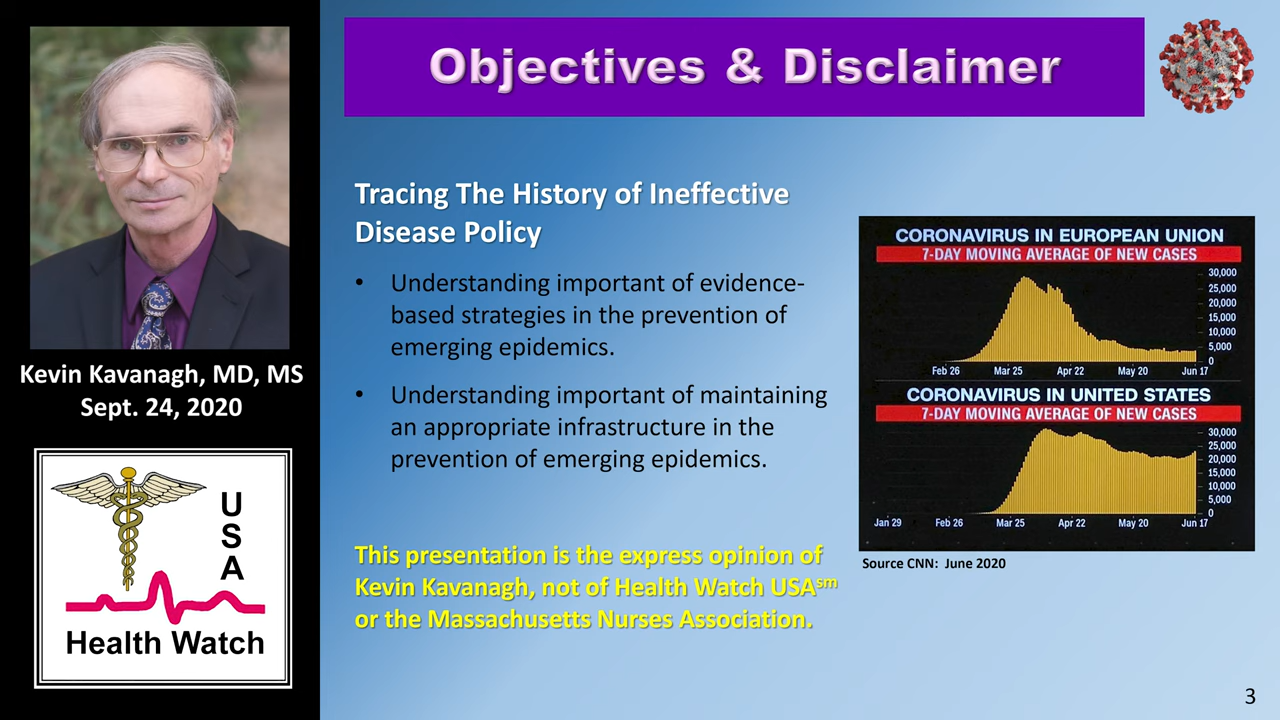 Objectives & Disclaimer
Kevin Kavanagh, MD, MS
Sept. 24, 2020
U
S
A
Health Watch
Tracing The History of Ineffective
Disease Policy
• Understanding important of evidence-
based strategies in the prevention of
emerging epidemics.
• Understanding important of maintaining
an appropriate infrastructure in the
prevention of emerging epidemics.
This presentation is the express opinion of
Kevin Kavanagh, not of Health Watch USAsm
or the Massachusetts Nurses Association.
CORONAVIRUS IN EUROPEAN UNION
7-DAY MOVING AVERAGE OF NEW CASES
30,000
25,000
20,000
15,000
10,000
5,000
0
Feb 26 Mar 25 Apr 22 May 20 Jun 17
CORONAVIRUS IN UNITED STATES
7-DAY MOVING AVERAGE OF NEW CASES
30,000
25,000
20,000
15,000
10,000
5,000
0
Jan 29 Feb 26 Mar 25 Apr 22 May 20 Jun 17
Source CNN: June 2020
3